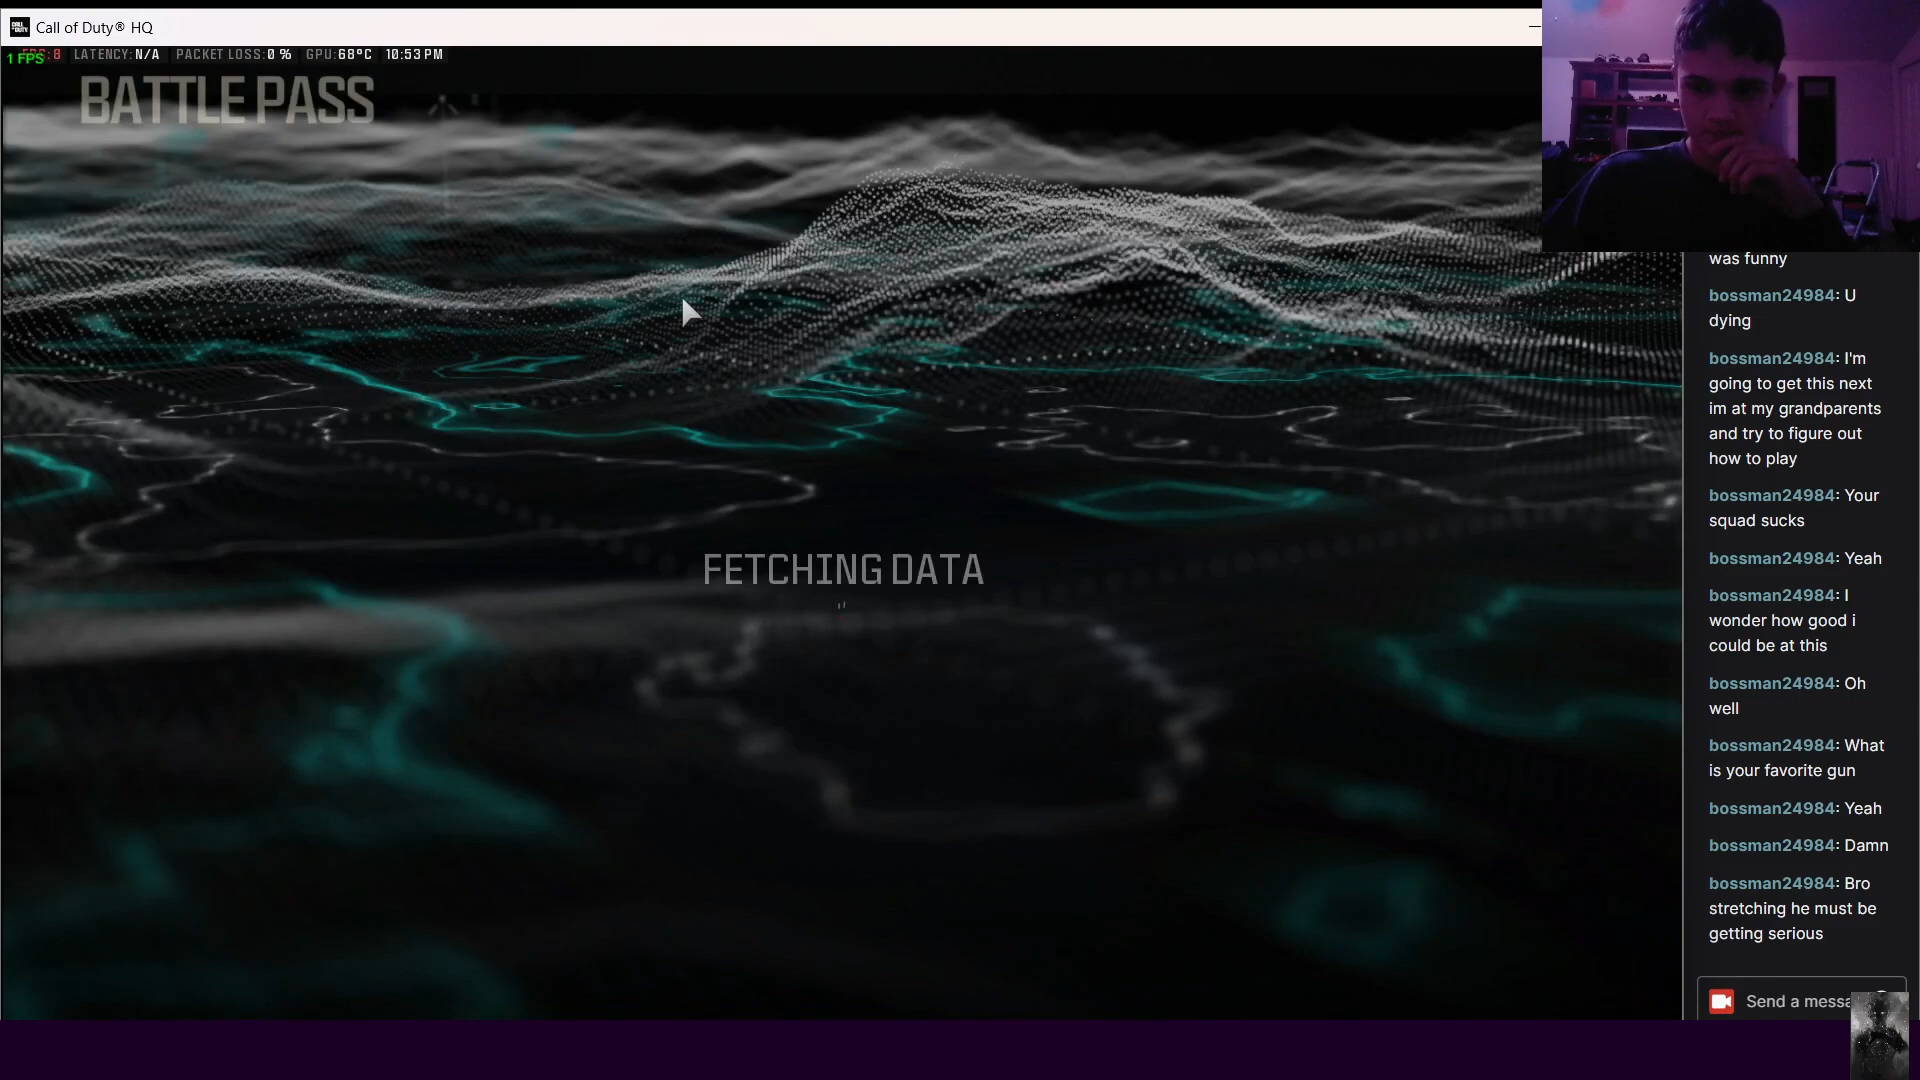 Call of Duty® HQ
1 FPS :8 LATENCY:N/A PACKET LOSS:0 % GPU:68°C 10:53 PM
BATTLE PASS
FETCHING DATA
was funny
bossman24984: U
dying
bossman24984: I'm
going to get this next
im at my grandparents
and try to figure out
how to play
bossman24984: Your
squad sucks
bossman24984: Yeah
bossman24984: I
wonder how good i
could be at this
bossman24984: Oh
well
bossman24984: What
is your favorite gun
bossman24984: Yeah
bossman24984: Damn
bossman24984: Bro
stretching he must be
getting serious
Send a messa